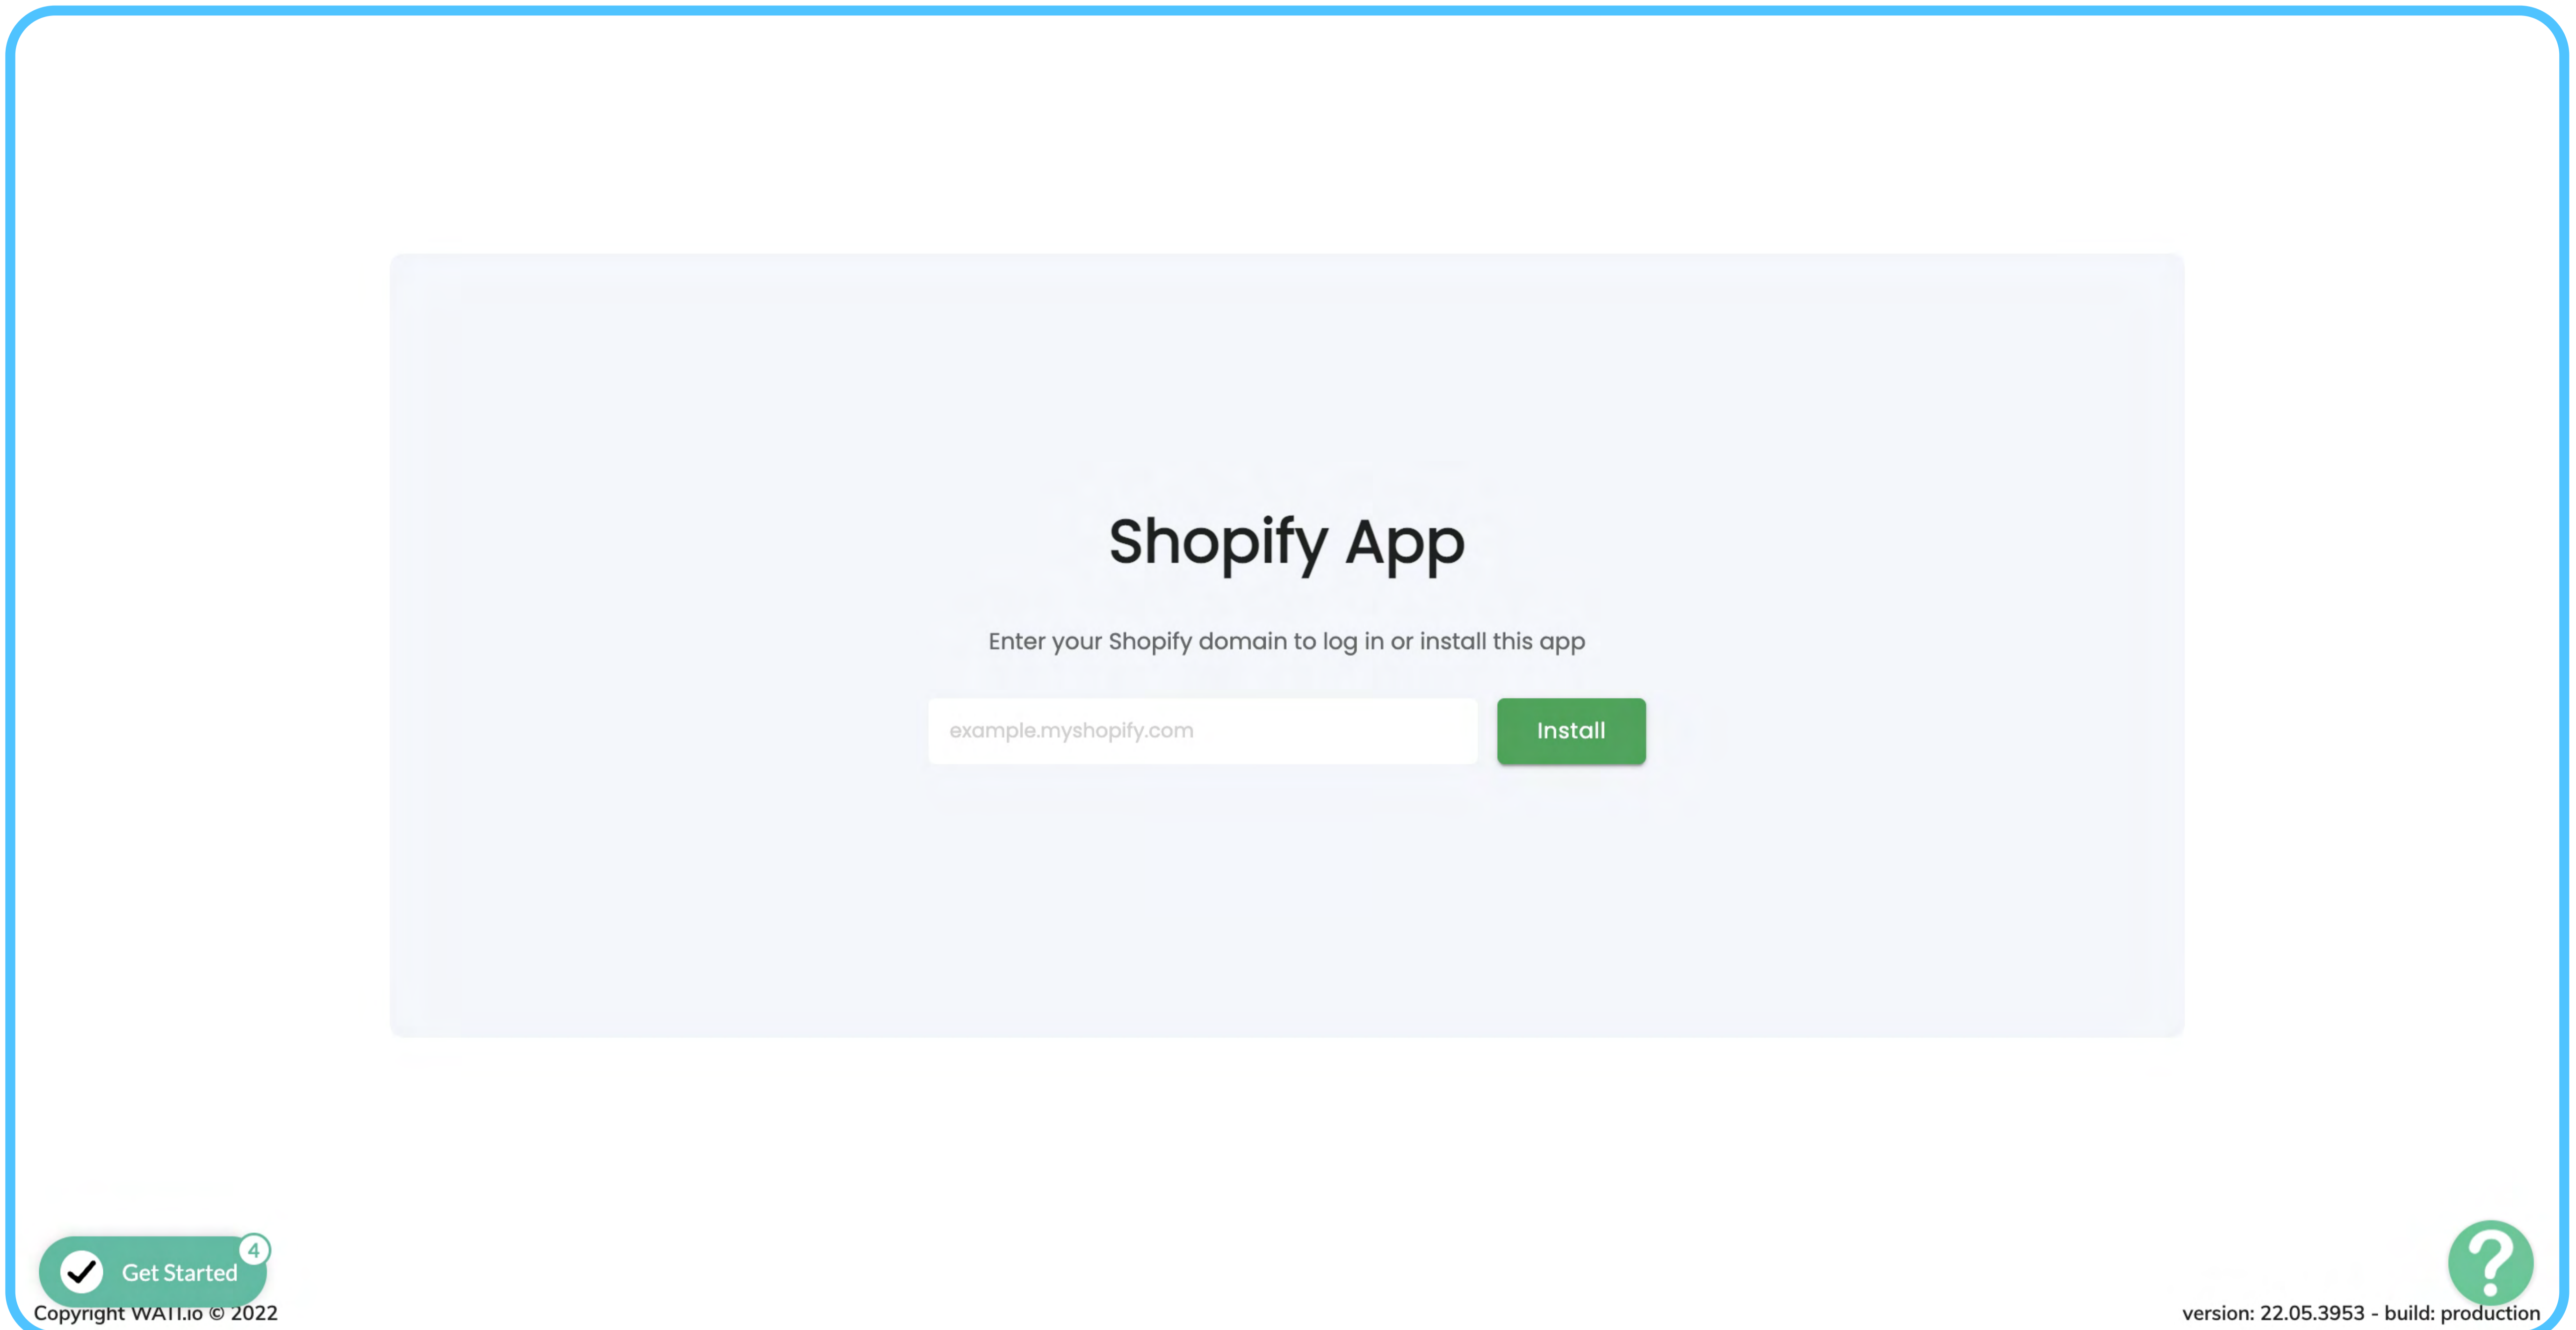 Shopify App
Enter your Shopify domain to log in or install this app
example.myshopify.com
Install
4
Get Started
Copyright WATI.io © 2022
version: 22.05.3953 - build: production